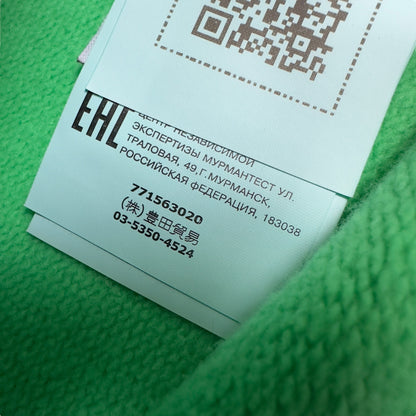 EAC
ЦЕНТР НЕЗАВИСИМОЙ
ЭКСПЕРТИЗЫ МУРМАНТЕСТ УЛ.
ТРАЛОВАЯ, 49,Г.МУРМАНСК,
РОССИЙСКАЯ ФЕДЕРАЦИЯ, 183038
771563020
(株) 豊田貿易
03-5350-4524